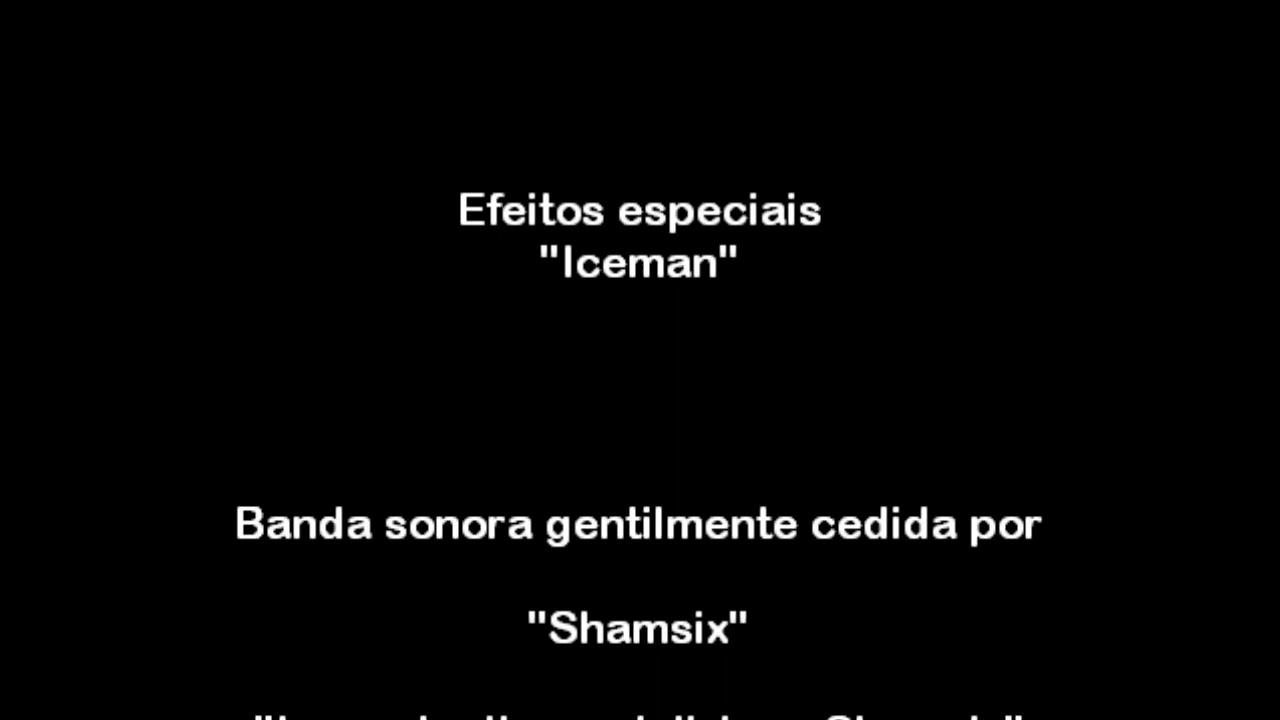 Efeitos especiais
"Iceman"
Banda sonora gentilmente cedida por
"Shamsix"